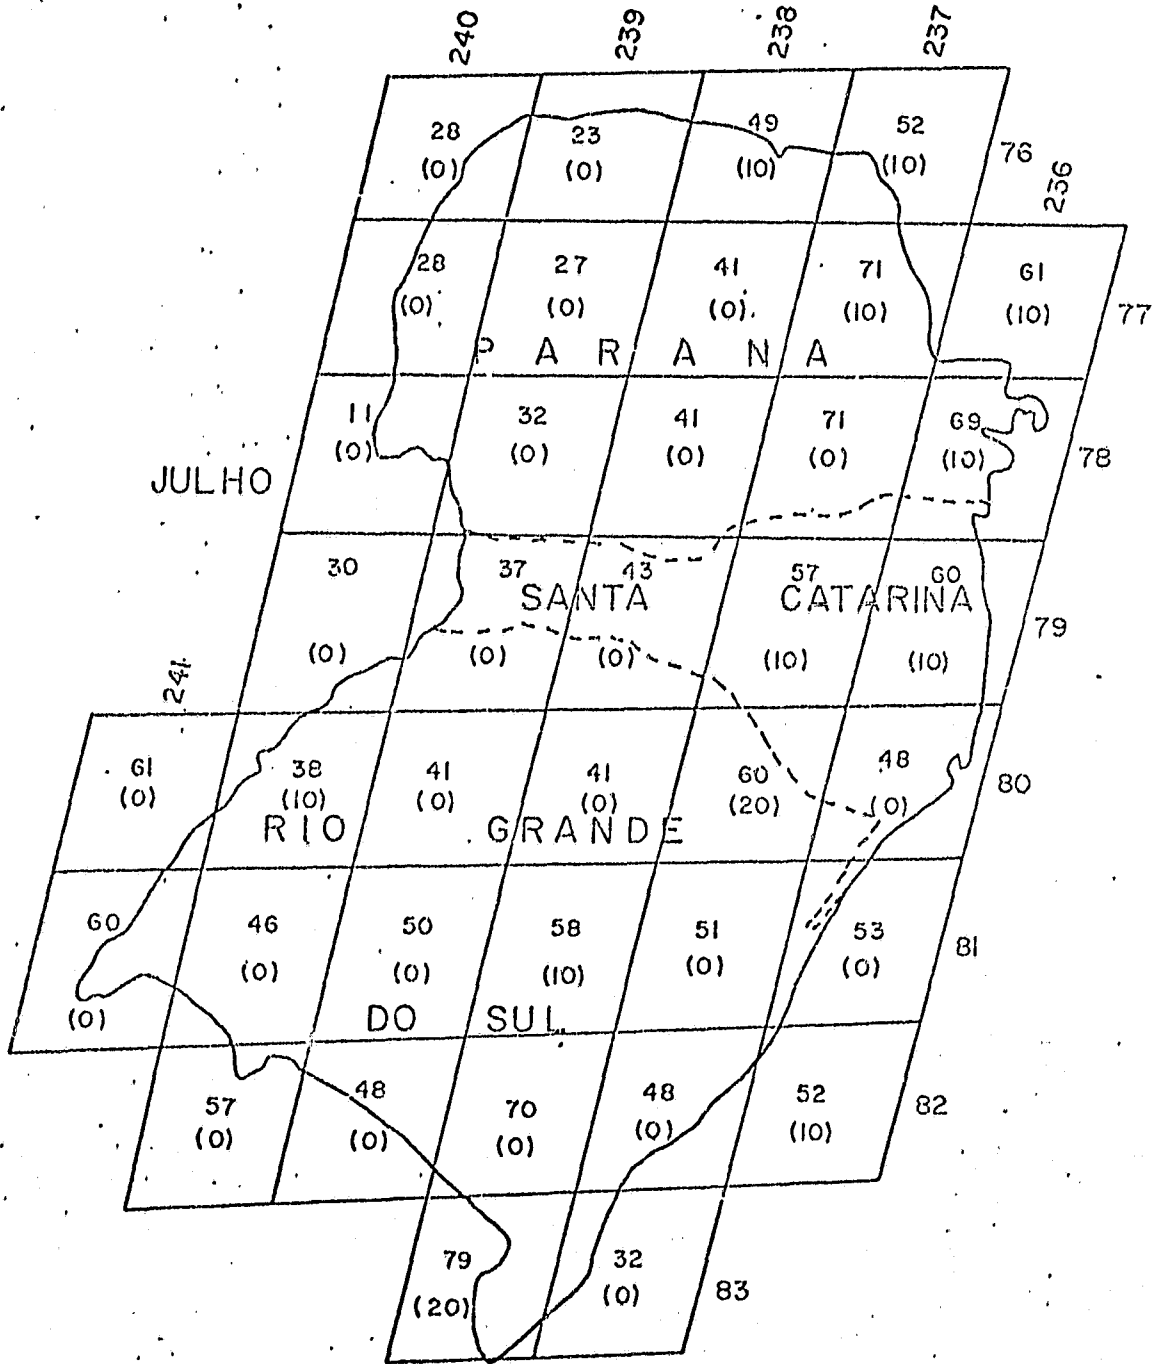 240 239 238 237
28 23 49 52
(0) (0) (10) (10)
76
236
28 27 41 71 61
(0) (0) (0) (10) (10)
77
PARANA
11 32 41 71 69
(0) (0) (0) (0) (10)
78
JULHO
30 37 43 57 60
SANTA CATARINA
79
(0) (0) (0) (10) (10)
241
61 38 41 41 60 48
(0) (10) (0) (0) (20) (0)
80
RIO GRANDE
60 46 50 58 51 53
(0) (0) (0) (10) (0) (0)
81
DO SUL
57 48 70 48 52
(0) (0) (0) (0) (10)
82
79 32
(20) (0)
83